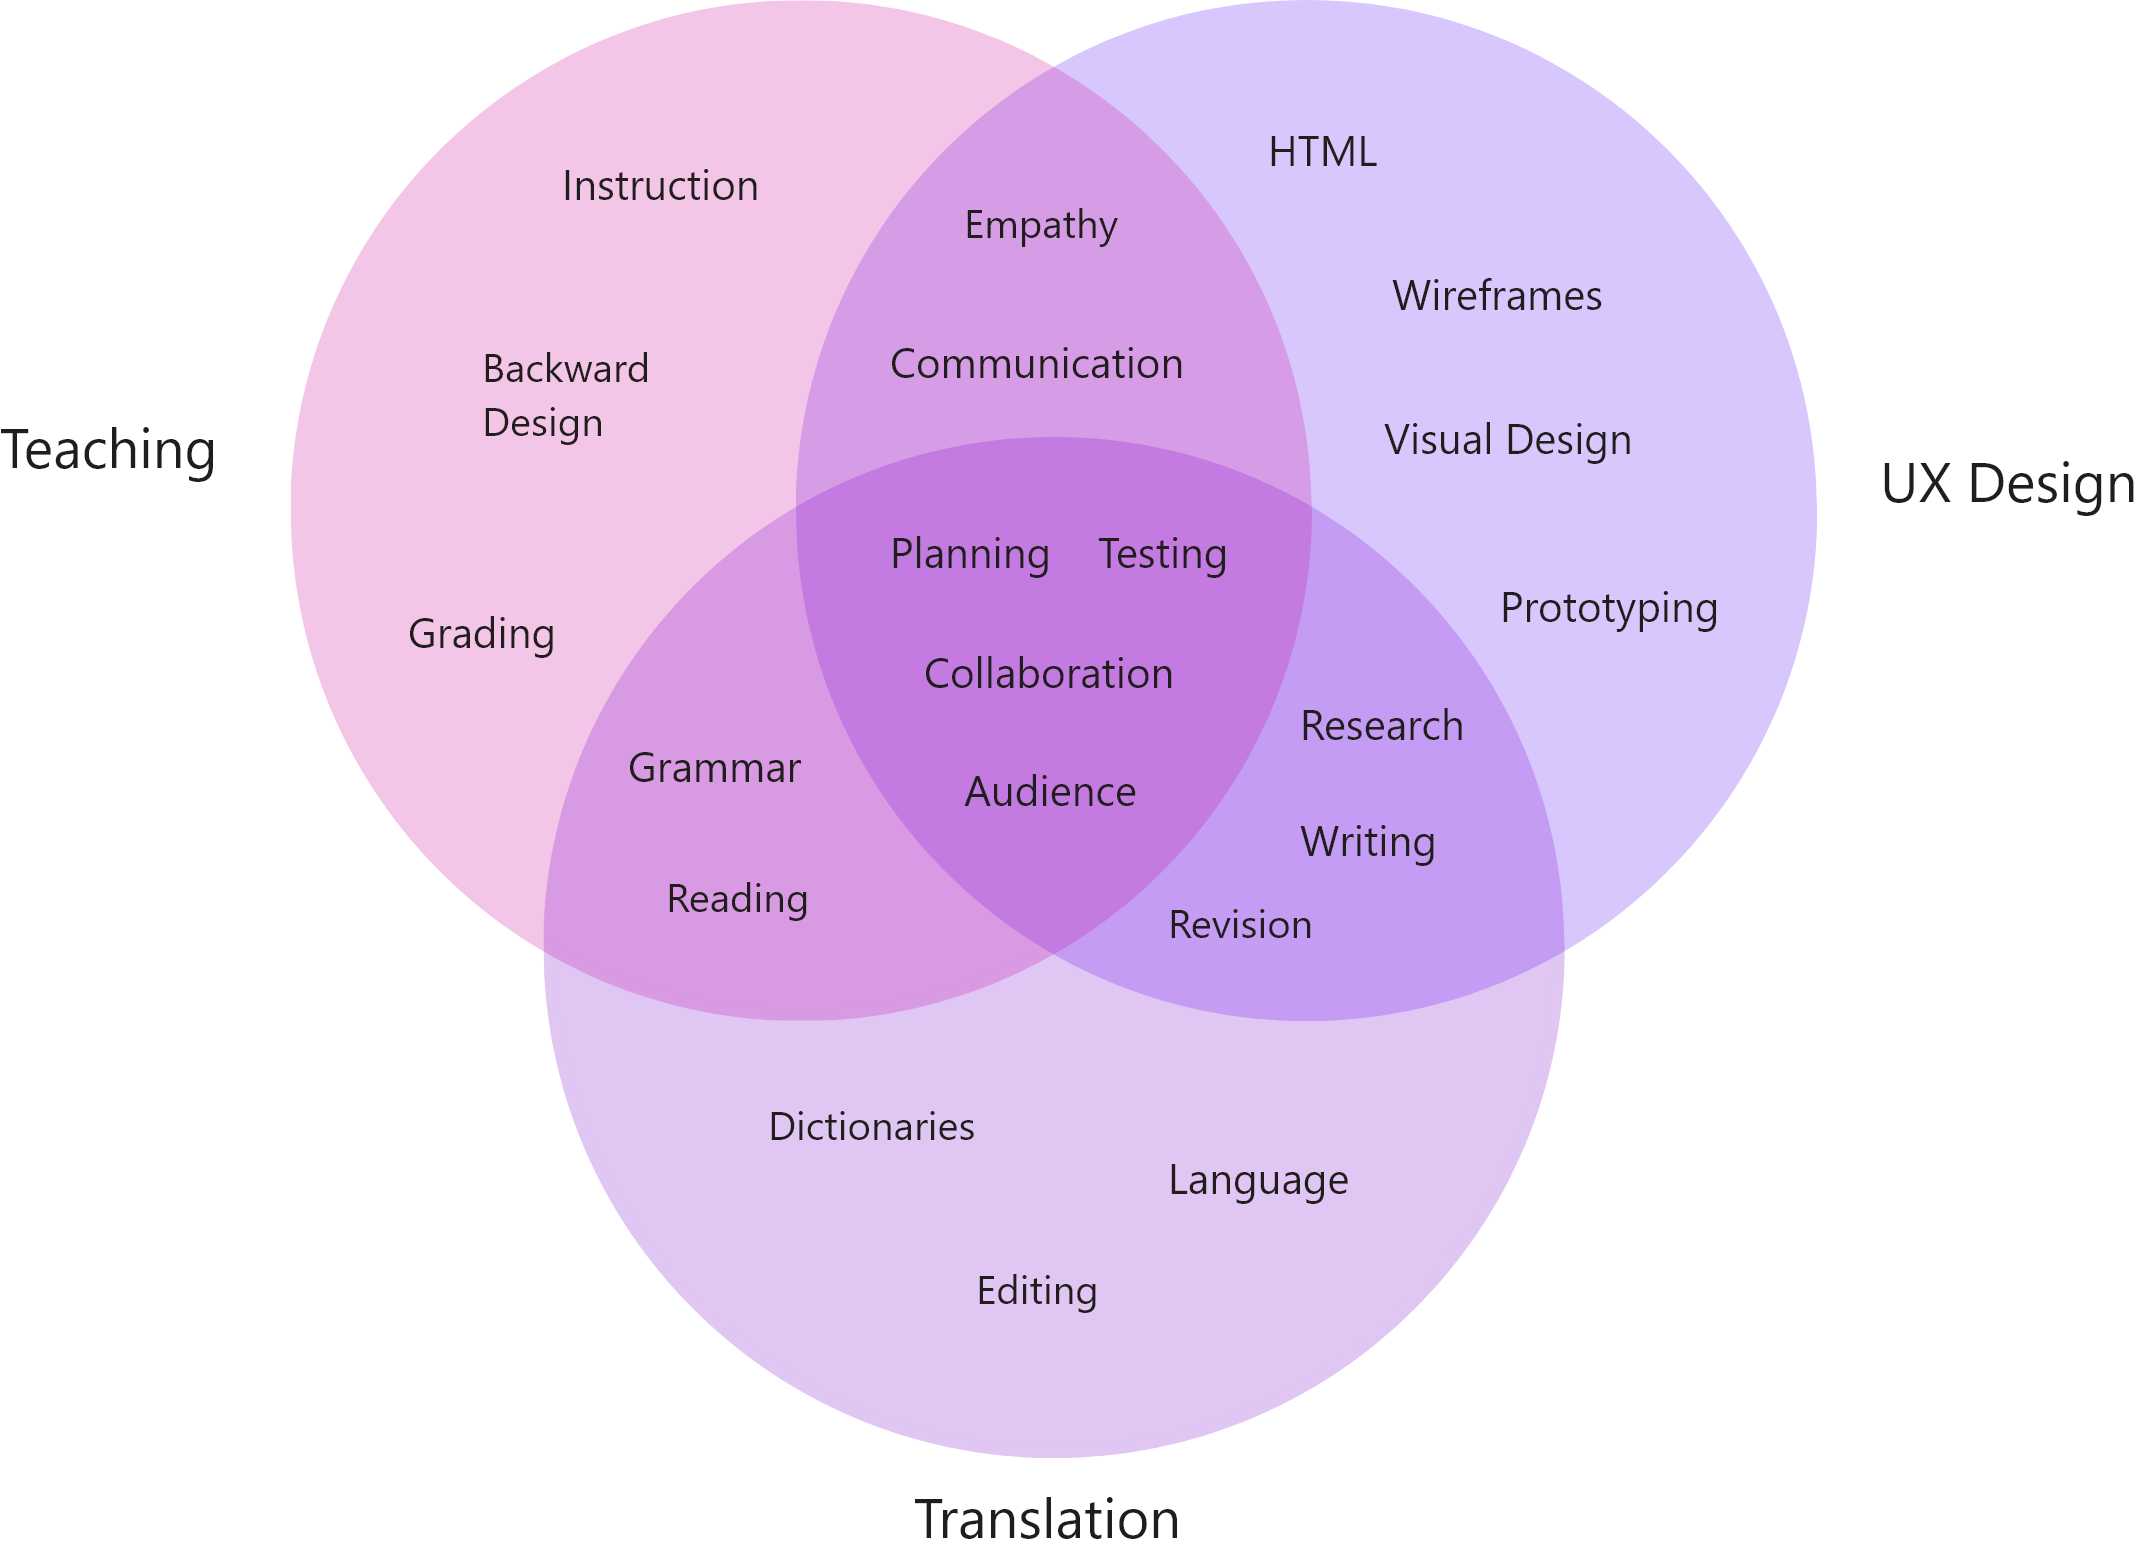 HTML
Instruction
Empathy
Wireframes
Communication
Backward
Design
Visual Design
Teaching
UX Design
Planning
Testing
Prototyping
Grading
Collaboration
Research
Grammar
Audience
Writing
Reading
Revision
Dictionaries
Language
Editing
Translation